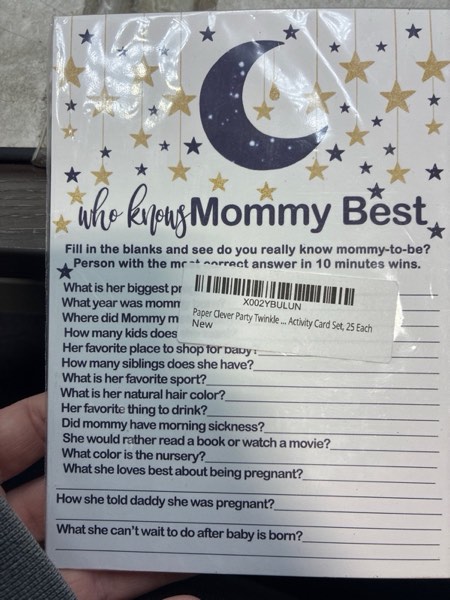 who knows Mommy Best
Fill in the blanks and see do you really know mommy-to-be?
Person with the most correct answer in 10 minutes wins.
What is her biggest pr
What year was momm
Where did Mommy m
How many kids does
X002YBULUN
Paper Clever Party Twinkle ... Activity Card Set, 25 Each
New
Her favorite place to shop for baby?
How many siblings does she have?
What is her favorite sport?
What is her natural hair color?
Her favorite thing to drink?
Did mommy have morning sickness?
She would rather read a book or watch a movie?
What color is the nursery?
What she loves best about being pregnant?
How she told daddy she was pregnant?
What she can't wait to do after baby is born?